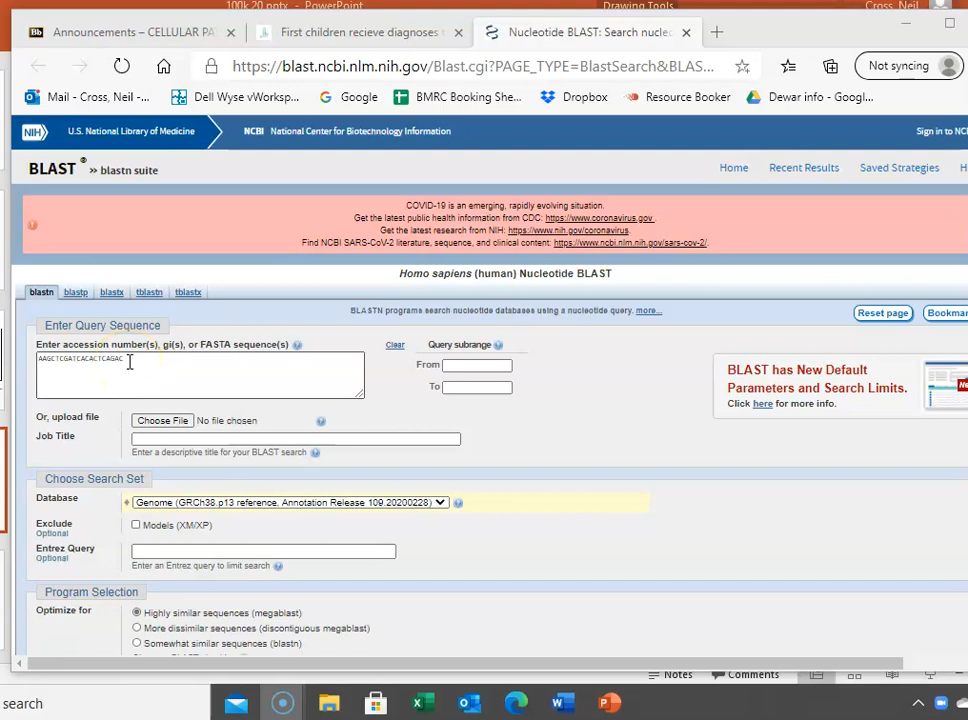 100k 20.pptx - PowerPoint
Drawing Tools
Cross, Neil
Bb Announcements – CELLULAR PA
First children recieve diagnoses t
Nucleotide BLAST: Search nucle
https://blast.ncbi.nlm.nih.gov/Blast.cgi?PAGE_TYPE=BlastSearch&BLAS...
Not syncing
Mail - Cross, Neil -...
Dell Wyse vWorksp...
Google
BMRC Booking She...
Dropbox
Resource Booker
Dewar info - Googl...
NIH U.S. National Library of Medicine
NCBI National Center for Biotechnology Information
Sign in to NC
BLAST ® » blastn suite
Home Recent Results Saved Strategies H
COVID-19 is an emerging, rapidly evolving situation.
Get the latest public health information from CDC: https://www.coronavirus.gov .
Get the latest research from NIH: https://www.nih.gov/coronavirus.
Find NCBI SARS-CoV-2 literature, sequence, and clinical content: https://www.ncbi.nlm.nih.gov/sars-cov-2/.
Homo sapiens (human) Nucleotide BLAST
blastn blastp blastx tblastn tblastx
BLASTN programs search nucleotide databases using a nucleotide query. more...
Reset page Bookmar
Enter Query Sequence
Enter accession number(s), gi(s), or FASTA sequence(s)
Clear
Query subrange
AAGCTCGATCACACTCAGAC
From
To
BLAST has New Default
Parameters and Search Limits.
Click here for more info.
Ne
Or, upload file
Choose File No file chosen
Job Title
Enter a descriptive title for your BLAST search
Choose Search Set
Database
Genome (GRCh38.p13 reference, Annotation Release 109.20200228)
Exclude
Optional
Models (XM/XP)
Entrez Query
Optional
Enter an Entrez query to limit search
Program Selection
Optimize for
Highly similar sequences (megablast)
More dissimilar sequences (discontiguous megablast)
Somewhat similar sequences (blastn)
Notes Comments
search